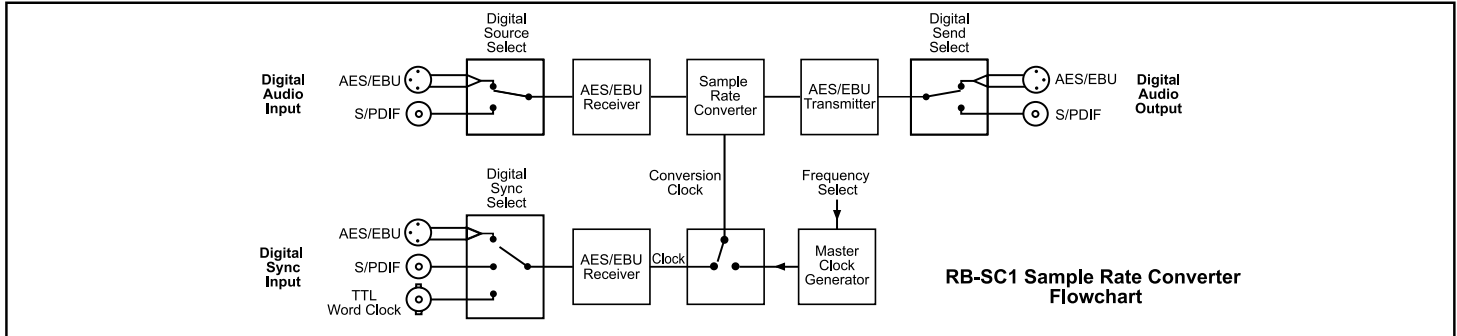 Digital
Source
Select
Digital
Send
Select
Digital
Audio
Input
AES/EBU
S/PDIF
AES/EBU
Receiver
Sample
Rate
Converter
AES/EBU
Transmitter
AES/EBU
S/PDIF
Digital
Audio
Output
Digital
Sync
Select
Conversion
Clock
Frequency
Select
Digital
Sync
Input
AES/EBU
S/PDIF
TTL
Word Clock
AES/EBU
Receiver
Clock
Master
Clock
Generator
RB-SC1 Sample Rate Converter
Flowchart